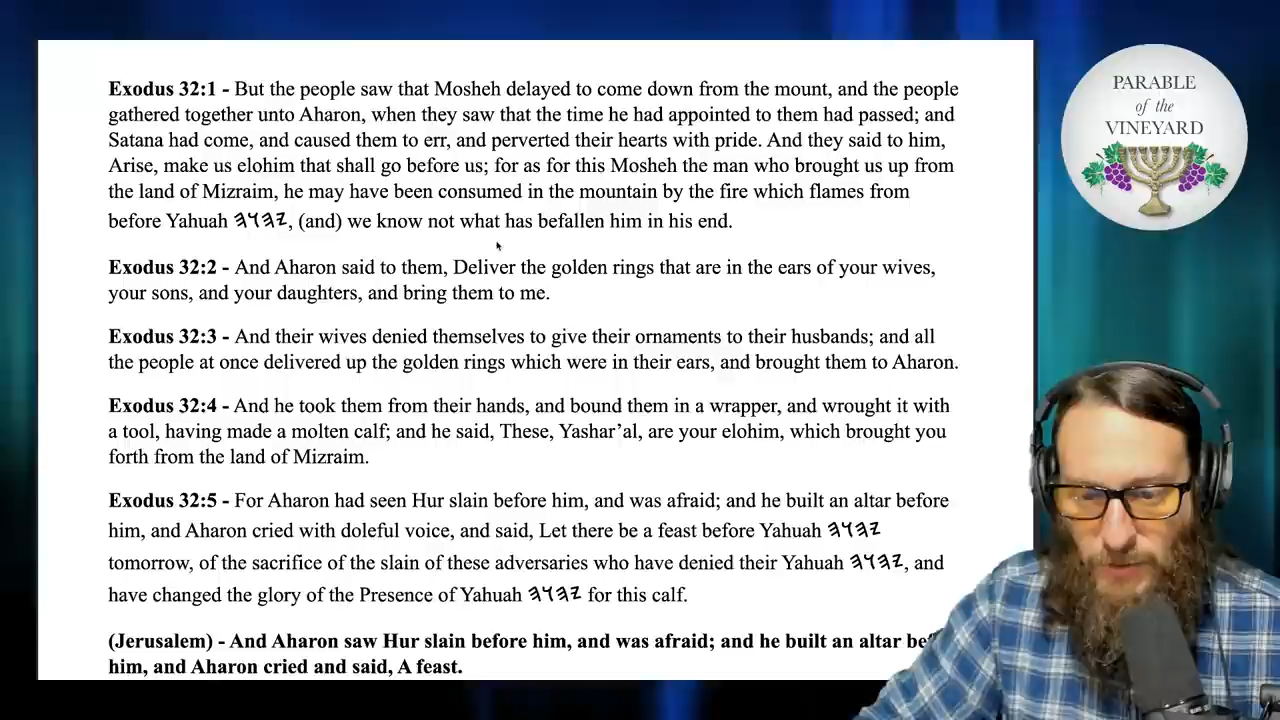 Exodus 32:1 - But the people saw that Mosheh delayed to come down from the mount, and the people
gathered together unto Aharon, when they saw that the time he had appointed to them had passed; and
Satana had come, and caused them to err, and perverted their hearts with pride. And they said to him,
Arise, make us elohim that shall go before us; for as for this Mosheh the man who brought us up from
the land of Mizraim, he may have been consumed in the mountain by the fire which flames from
before Yahuah 𐤉𐤄𐤅𐤄, (and) we know not what has befallen him in his end.
Exodus 32:2 - And Aharon said to them, Deliver the golden rings that are in the ears of your wives,
your sons, and your daughters, and bring them to me.
Exodus 32:3 - And their wives denied themselves to give their ornaments to their husbands; and all
the people at once delivered up the golden rings which were in their ears, and brought them to Aharon.
Exodus 32:4 - And he took them from their hands, and bound them in a wrapper, and wrought it with
a tool, having made a molten calf; and he said, These, Yashar’al, are your elohim, which brought you
forth from the land of Mizraim.
Exodus 32:5 - For Aharon had seen Hur slain before him, and was afraid; and he built an altar before
him, and Aharon cried with doleful voice, and said, Let there be a feast before Yahuah 𐤉𐤄𐤅𐤄
tomorrow, of the sacrifice of the slain of these adversaries who have denied their Yahuah 𐤉𐤄𐤅𐤄, and
have changed the glory of the Presence of Yahuah 𐤉𐤄𐤅𐤄 for this calf.
(Jerusalem) - And Aharon saw Hur slain before him, and was afraid; and he built an altar
him, and Aharon cried and said, A feast.
PARABLE
of the
VINEYARD